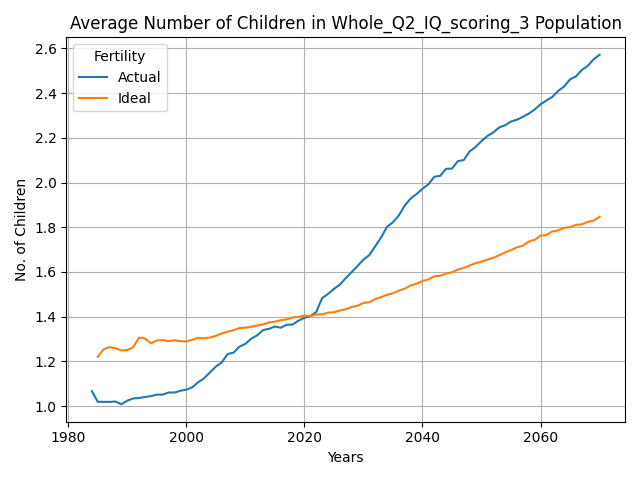 Average Number of Children in Whole_Q2_IQ_scoring_3 Population
Fertility
Actual
Ideal
No. of Children
2.6
2.4
2.2
2.0
1.8
1.6
1.4
1.2
1.0
1980
2000
2020
2040
2060
Years